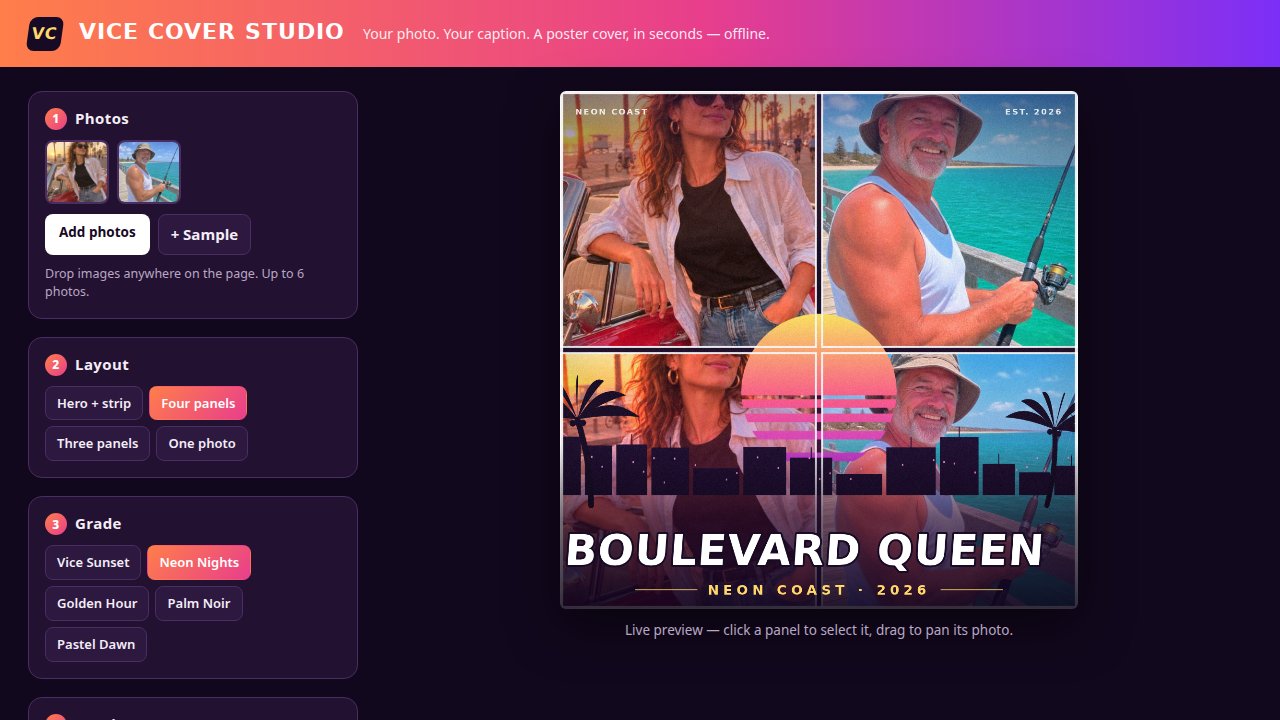 VC
VICE COVER STUDIO
Your photo. Your caption. A poster cover, in seconds — offline.
1 Photos
Add photos
+ Sample
Drop images anywhere on the page. Up to 6
photos.
2 Layout
Hero + strip
Four panels
Three panels
One photo
3 Grade
Vice Sunset
Neon Nights
Golden Hour
Palm Noir
Pastel Dawn
NEON COAST
EST. 2026
BOULEVARD QUEEN
NEON COAST · 2026
Live preview — click a panel to select it, drag to pan its photo.